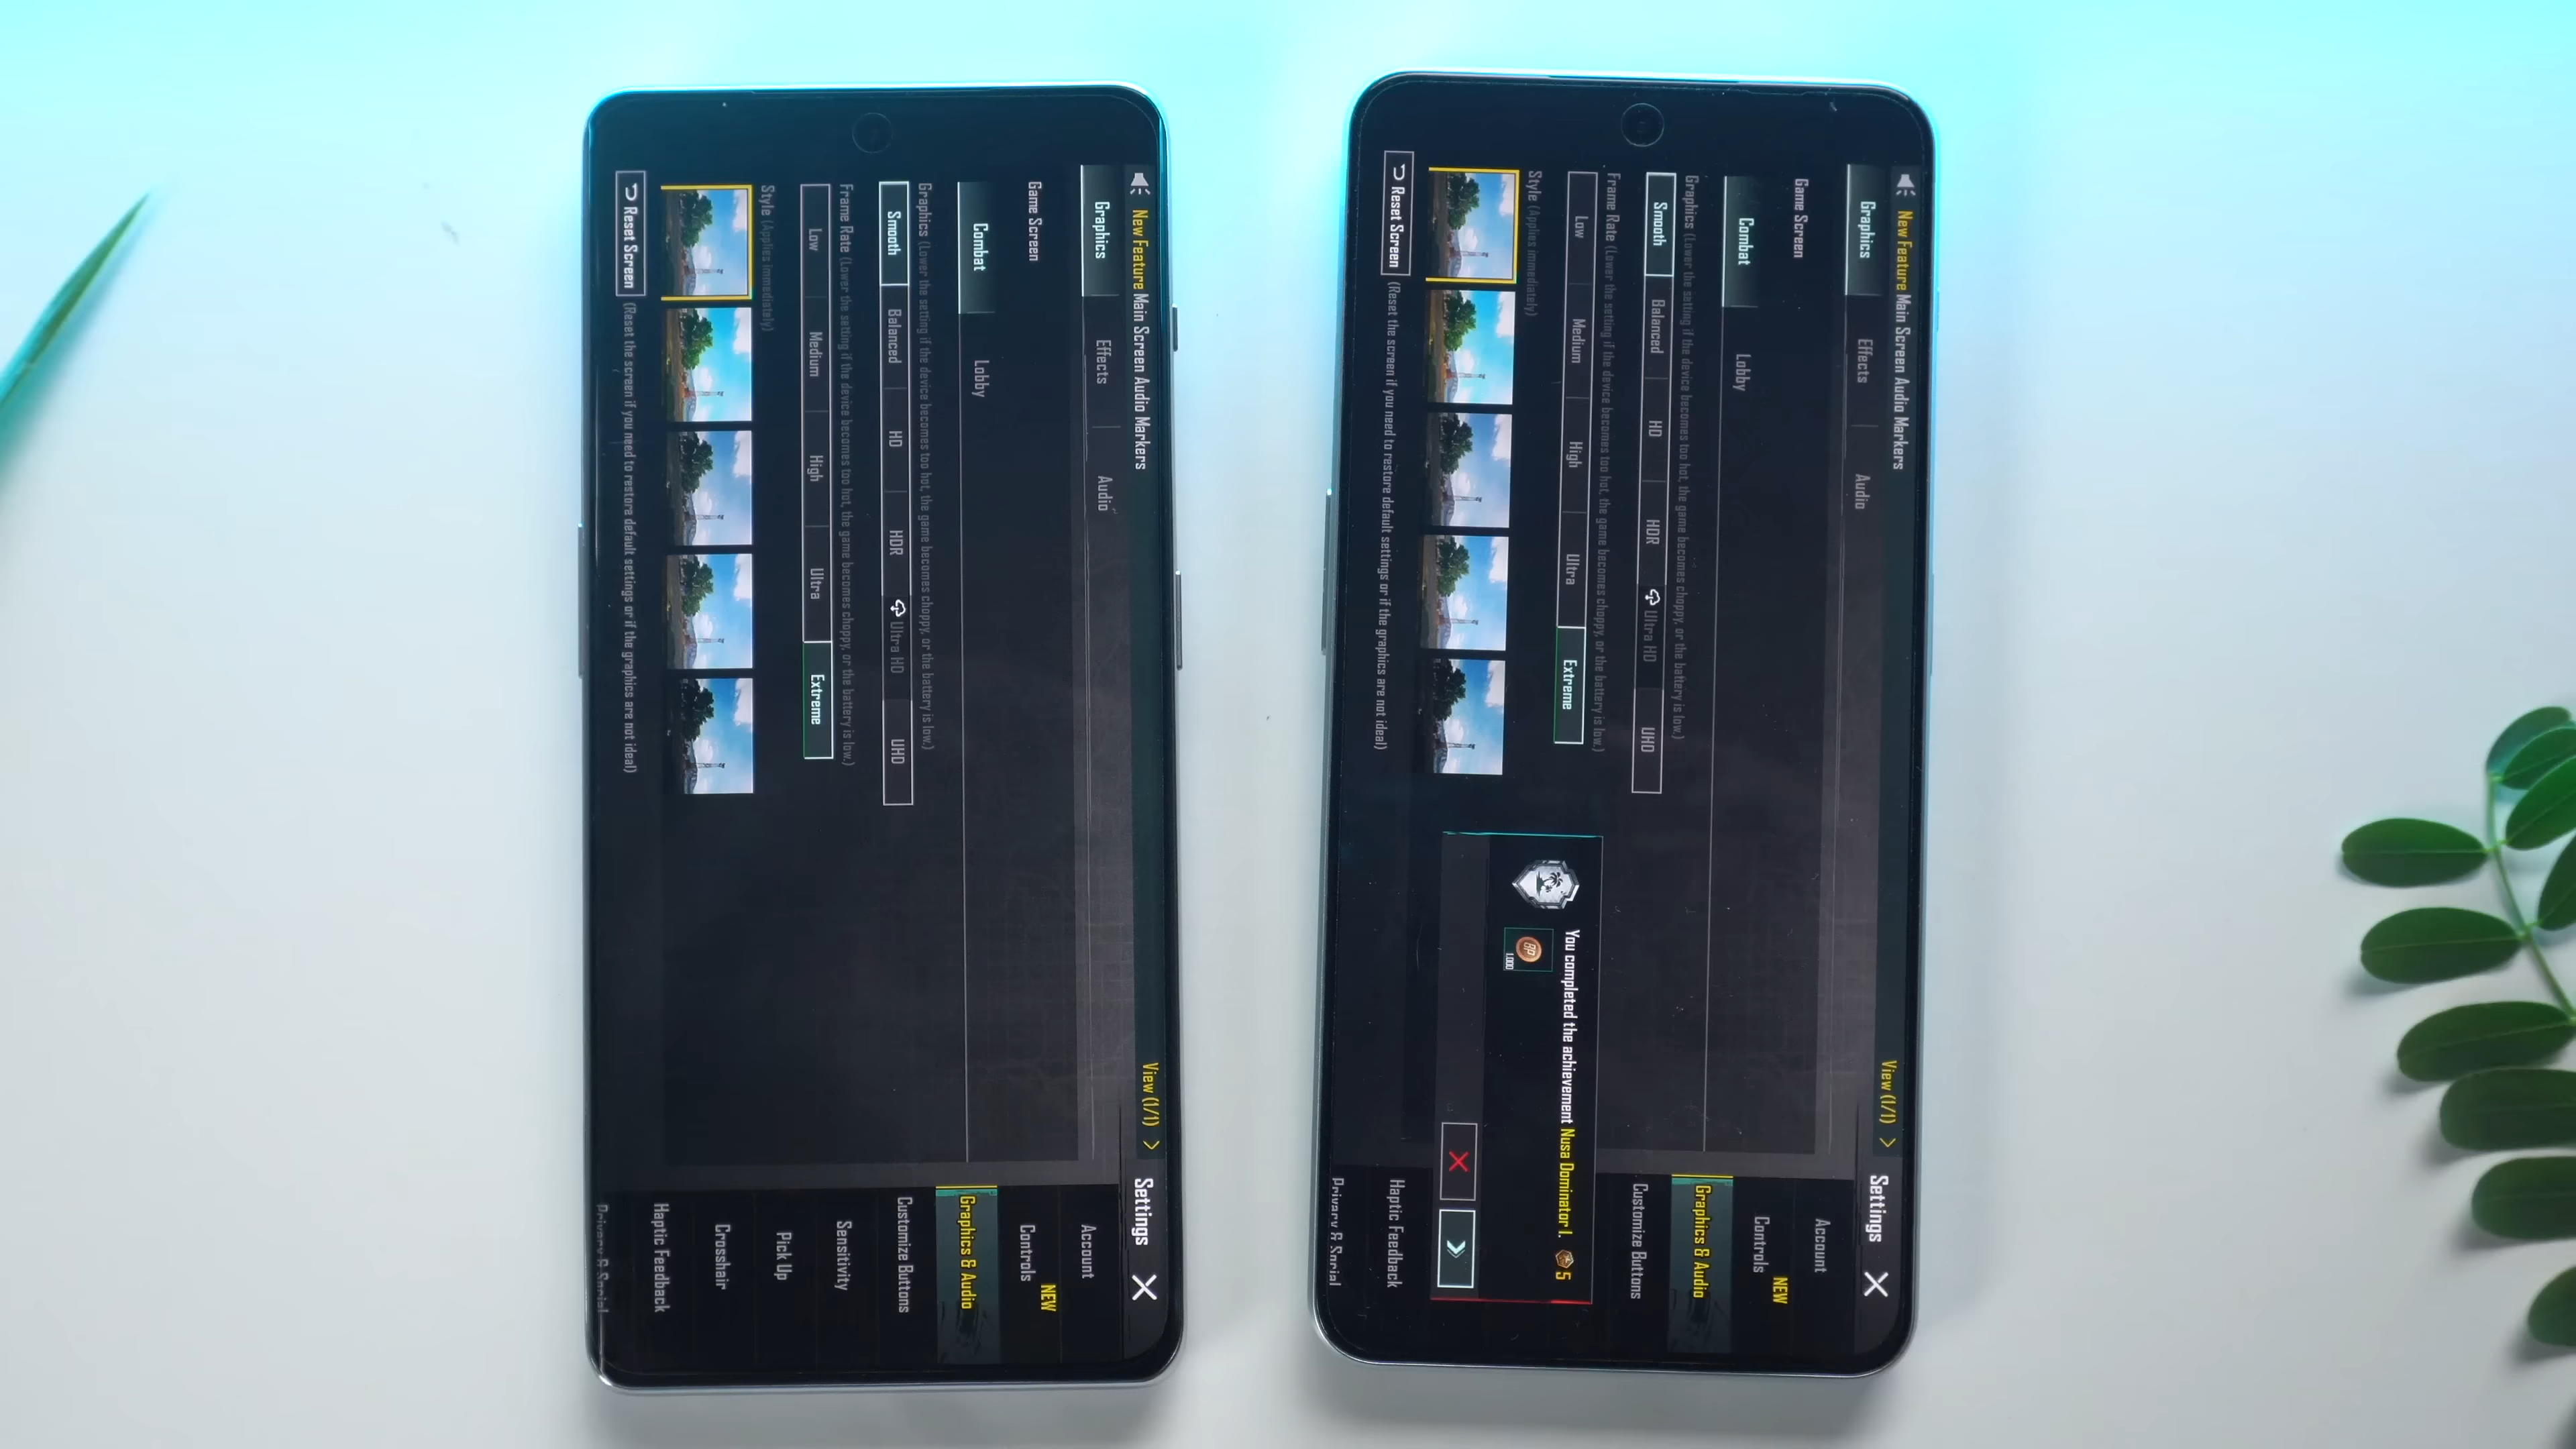 New Feature Main Screen Audio Markers
View (1/1) >
Settings
Graphics
Effects
Audio
Game Screen
Combat
Lobby
Graphics (Lower the setting if the device becomes too hot, the game becomes choppy, or the battery is low.)
Smooth
Balanced
HD
HDR
Ultra HD
UHD
Frame Rate (Lower the setting if the device becomes too hot, the game becomes choppy, or the battery is low.)
Low
Medium
High
Ultra
Extreme
Style (Applies immediately)
Reset Screen
(Reset the screen if you need to restore default settings or if the graphics are not ideal)
Account
Controls
NEW
Graphics & Audio
Customize Buttons
Sensitivity
Pick Up
Crosshair
Haptic Feedback
Privacy & Social
New Feature Main Screen Audio Markers
View (1/1) >
Settings
Graphics
Effects
Audio
Game Screen
Combat
Lobby
Graphics (Lower the setting if the device becomes too hot, the game becomes choppy, or the battery is low.)
Smooth
Balanced
HD
HDR
Ultra HD
UHD
Frame Rate (Lower the setting if the device becomes too hot, the game becomes choppy, or the battery is low.)
Low
Medium
High
Ultra
Extreme
Style (Applies immediately)
Reset Screen
(Reset the screen if you need to restore default settings or if the graphics are not ideal)
You completed the achievement Nusa Dominator I. 5
BP
1,000
Account
Controls
NEW
Graphics & Audio
Customize Buttons
Haptic Feedback
Privacy & Social